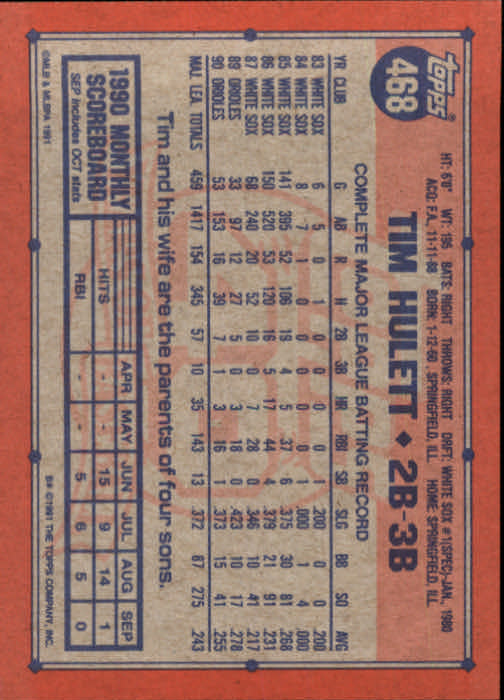 Topps
468
HT: 6'0" WT: 195 BATS: RIGHT THROWS: RIGHT DRFT: WHITE SOX #1(SPEC)-JAN., 1980
ACQ: F.A. 11-11-88 BORN: 1-12-60, SPRINGFIELD, ILL HOME: SPRINGFIELD, ILL
TIM HULETT ◆ 2B-3B
COMPLETE MAJOR LEAGUE BATTING RECORD
YR CLUB G AB R H 2B 3B HR RBI SB SLG BB SO AVG
83 WHITE SOX 6 5 0 1 0 0 0 0 1 .200 0 0 .200
84 WHITE SOX 8 7 1 0 0 0 0 0 1 .000 1 4 .000
85 WHITE SOX 141 395 52 106 19 4 5 37 6 .375 30 81 .268
86 WHITE SOX 150 520 53 120 16 5 17 44 4 .379 21 91 .231
87 WHITE SOX 68 240 20 52 10 0 7 28 0 .346 10 41 .217
89 ORIOLES 33 97 12 27 5 0 3 18 0 .423 10 17 .278
90 ORIOLES 53 153 16 39 7 1 3 16 1 .373 15 41 .255
MAJ. LEA. TOTALS 459 1417 154 345 57 10 35 143 13 .372 87 275 .243
Tim and his wife are the parents of four sons.
1990 MONTHLY
SCOREBOARD
SEP includes OCT stats
APR MAY JUN JUL AUG SEP
HITS - - 15 9 14 1
RBI - - 5 6 5 0
©MLB & MLBPA 1991
B# ©1991 THE TOPPS COMPANY, INC.